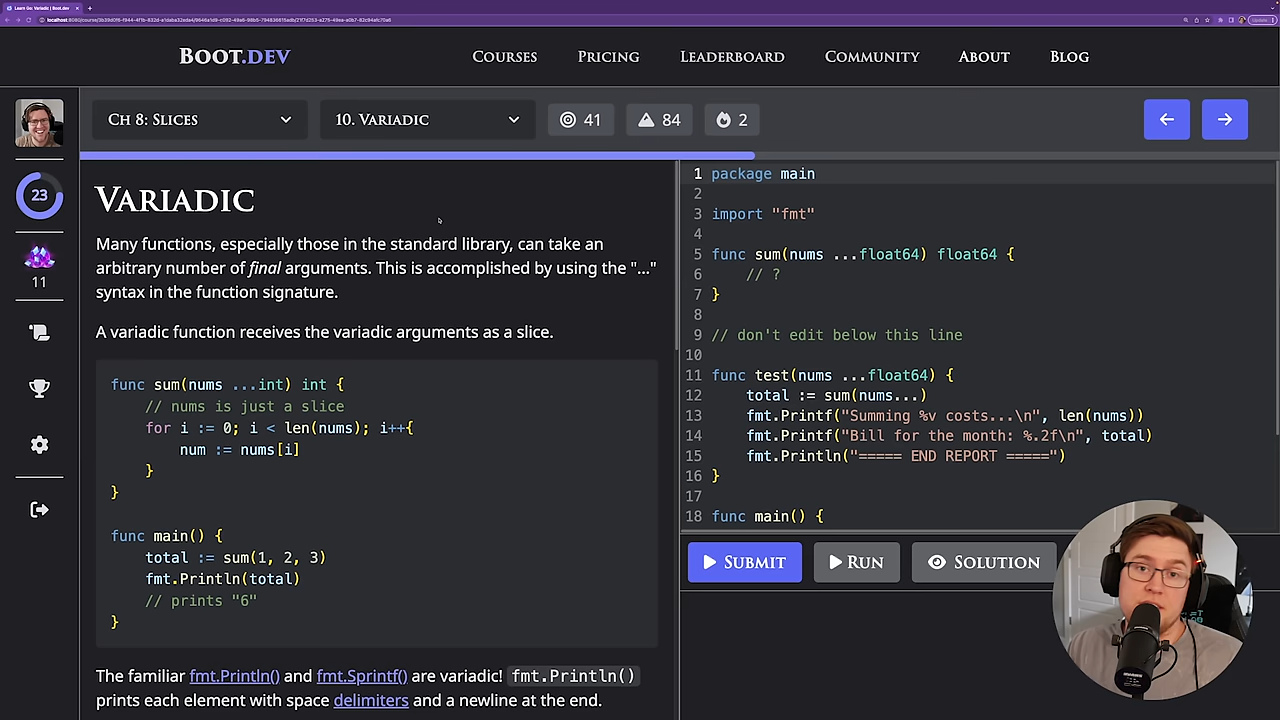 Learn Go: Variadic | Boot.dev
BOOT.DEV
COURSES
PRICING
LEADERBOARD
COMMUNITY
ABOUT
BLOG
CH 8: SLICES
10. VARIADIC
41
84
2
23
11
VARIADIC
Many functions, especially those in the standard library, can take an
arbitrary number of final arguments. This is accomplished by using the "..."
syntax in the function signature.
A variadic function receives the variadic arguments as a slice.
func sum(nums ...int) int {
    // nums is just a slice
    for i := 0; i < len(nums); i++{
        num := nums[i]
    }
}
func main() {
    total := sum(1, 2, 3)
    fmt.Println(total)
    // prints "6"
}
The familiar fmt.Println() and fmt.Sprintf() are variadic! fmt.Println()
prints each element with space delimiters and a newline at the end.
1 package main
2
3 import "fmt"
4
5 func sum(nums ...float64) float64 {
6     // ?
7 }
8
9 // don't edit below this line
10
11 func test(nums ...float64) {
12     total := sum(nums...)
13     fmt.Printf("Summing %v costs...\n", len(nums))
14     fmt.Printf("Bill for the month: %.2f\n", total)
15     fmt.Println("===== END REPORT =====")
16 }
17
18 func main() {
SUBMIT
RUN
SOLUTION